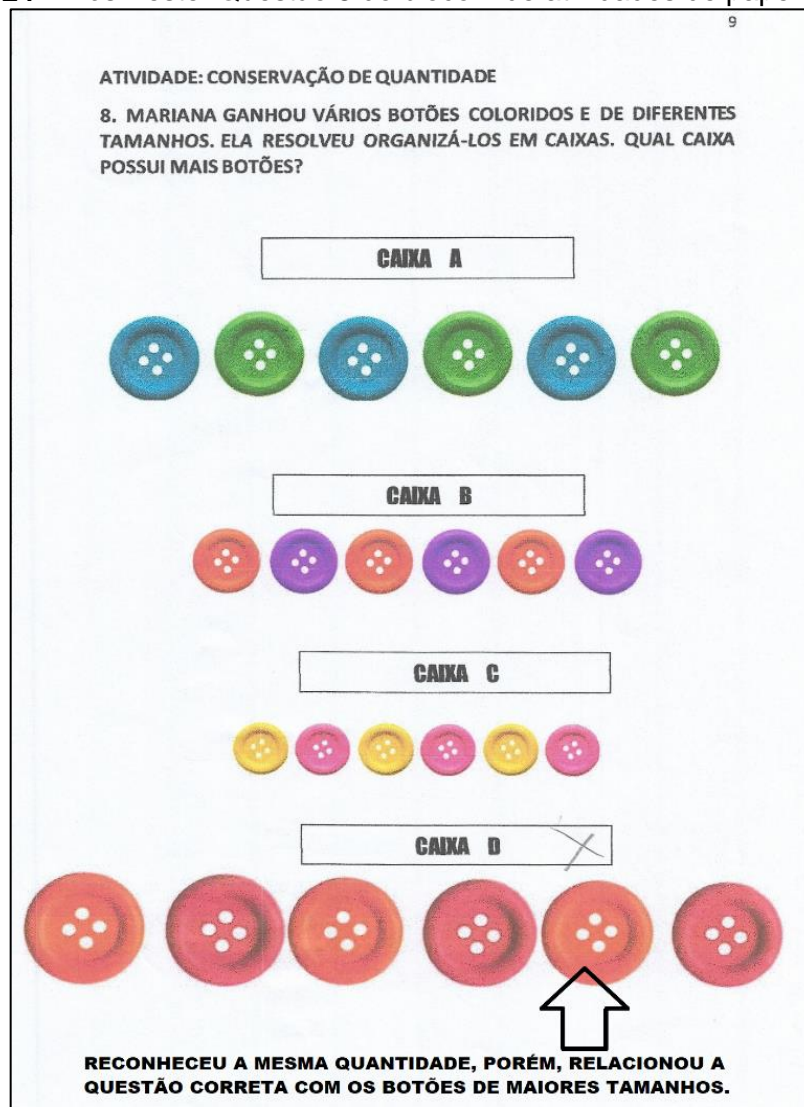 9
ATIVIDADE: CONSERVAÇÃO DE QUANTIDADE
8. MARIANA GANHOU VÁRIOS BOTÕES COLORIDOS E DE DIFERENTES
TAMANHOS. ELA RESOLVEU ORGANIZÁ-LOS EM CAIXAS. QUAL CAIXA
POSSUI MAIS BOTÕES?
CAIXA A
CAIXA B
CAIXA C
CAIXA D X
RECONHECEU A MESMA QUANTIDADE, PORÉM, RELACIONOU A
QUESTÃO CORRETA COM OS BOTÕES DE MAIORES TAMANHOS.